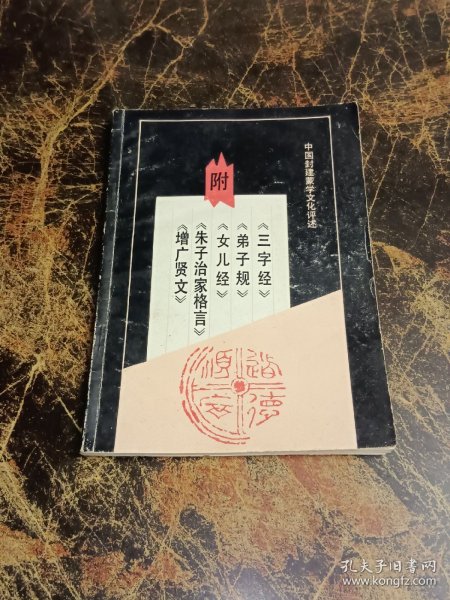 中国封建蒙学文化评述
附
《三字经》
《弟子规》
《女儿经》
《朱子治家格言》
《增广贤文》
道德
孔夫子旧书网
www.kongfz.com